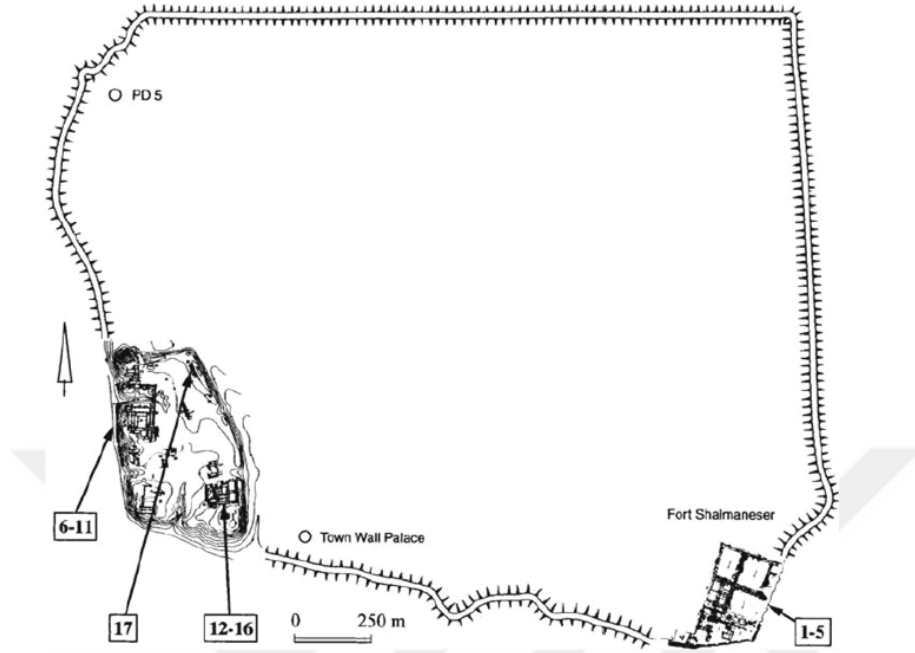 PD 5
Fort Shalmaneser
6-11
Town Wall Palace
17
12-16
0 250 m
1-5